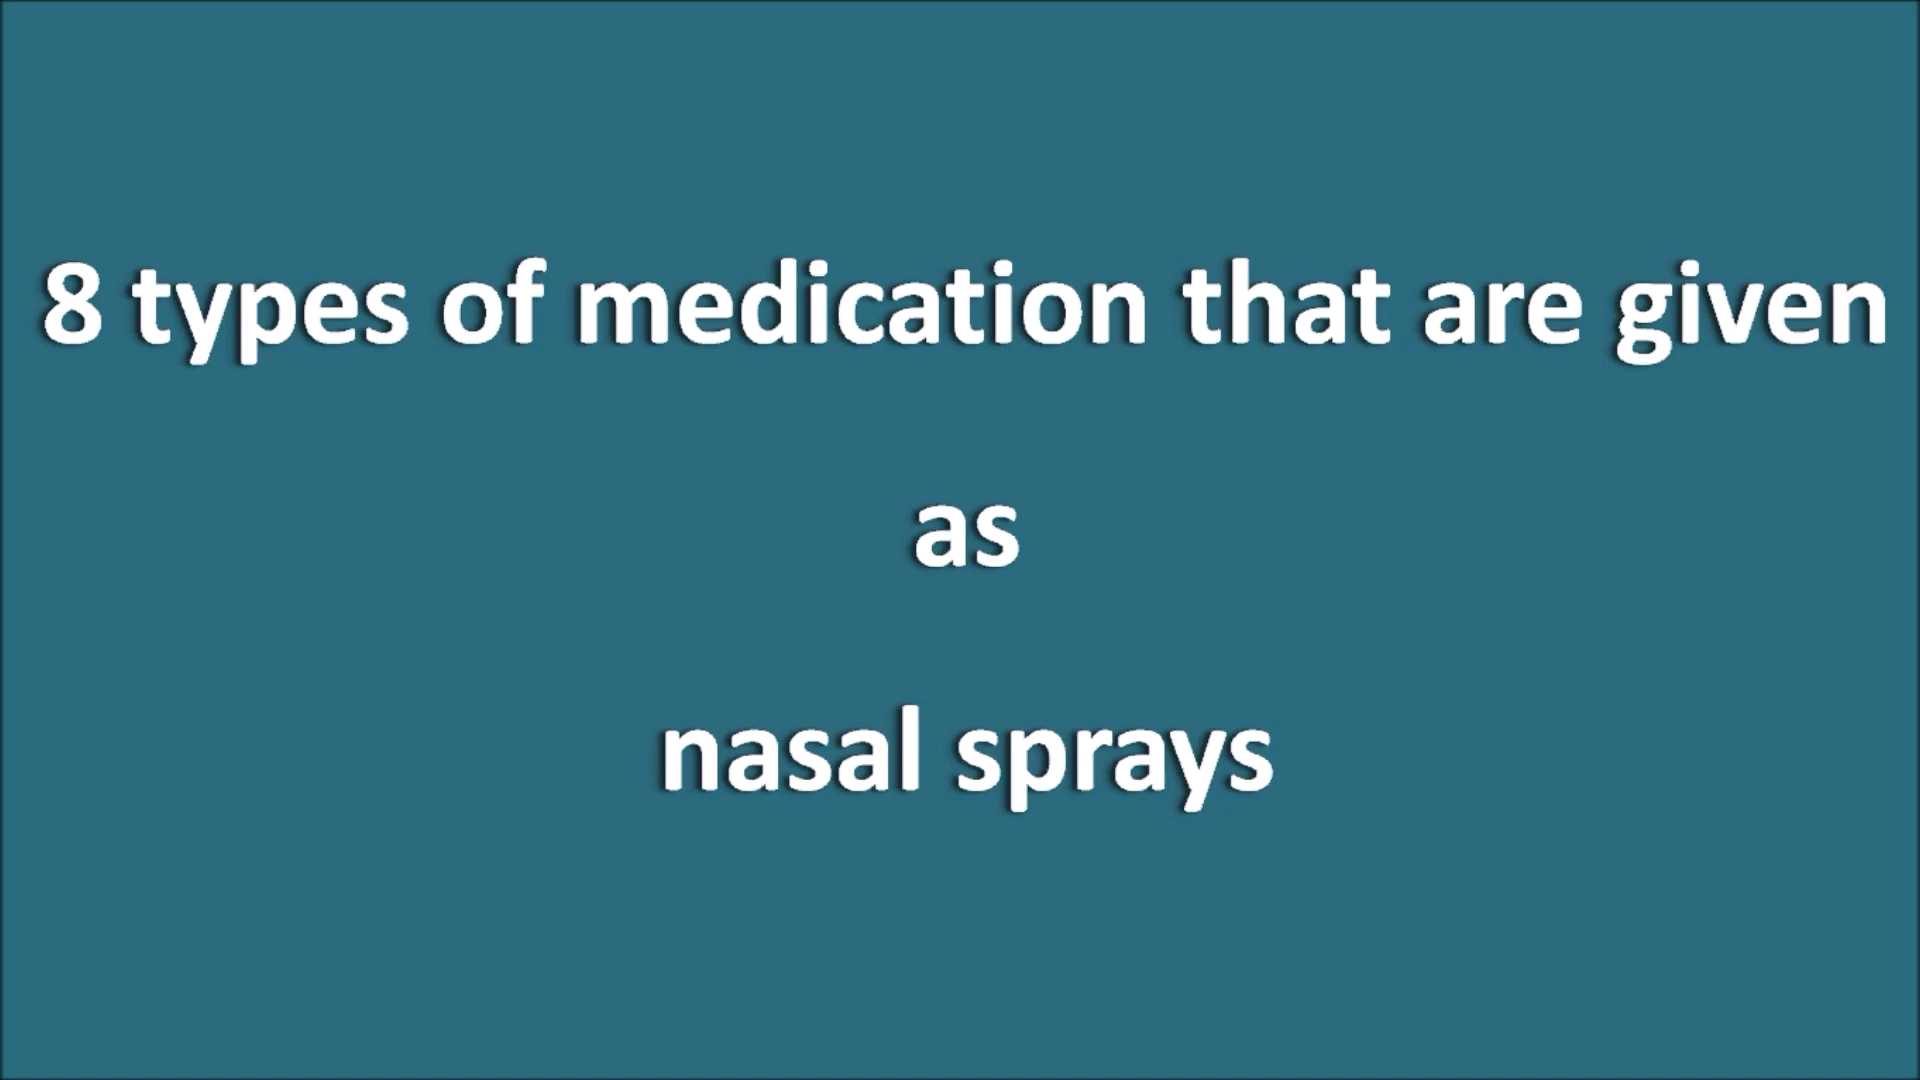 8 types of medication that are given
as
nasal sprays